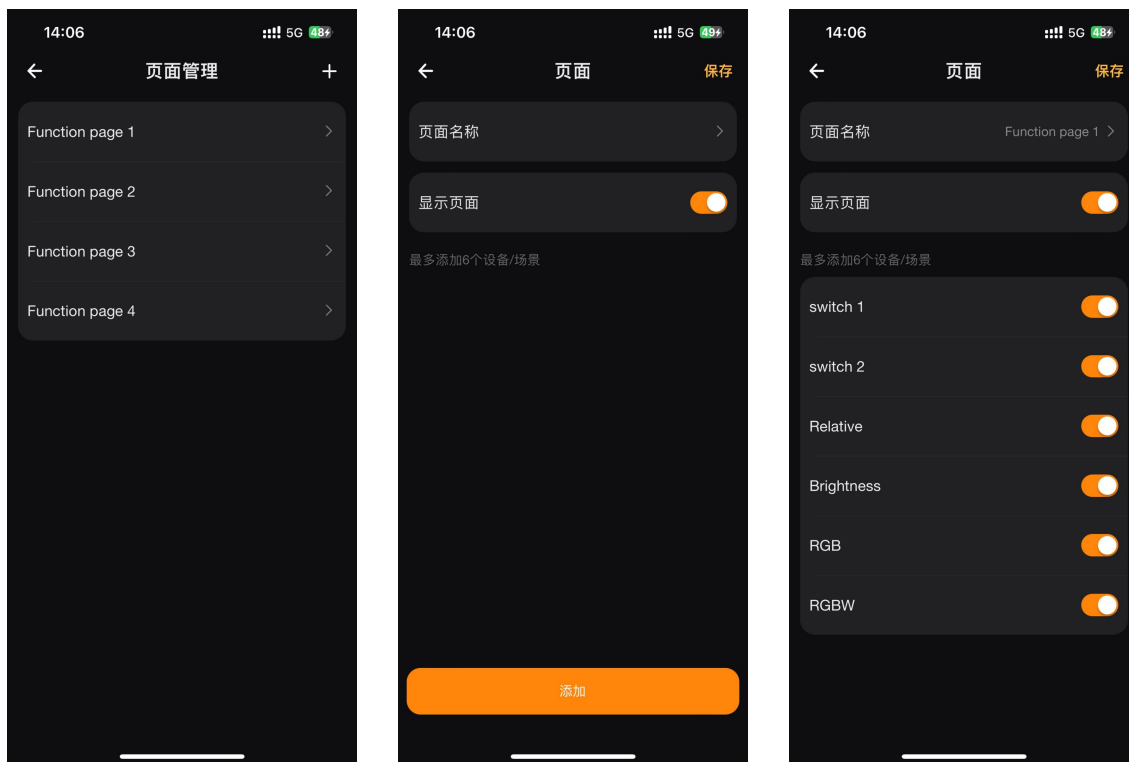 14:06
5G 48
页面管理
Function page 1
Function page 2
Function page 3
Function page 4
14:06
5G 49
页面
保存
页面名称
显示页面
最多添加6个设备/场景
添加
14:06
5G 48
页面
保存
页面名称
Function page 1
显示页面
最多添加6个设备/场景
switch 1
switch 2
Relative
Brightness
RGB
RGBW